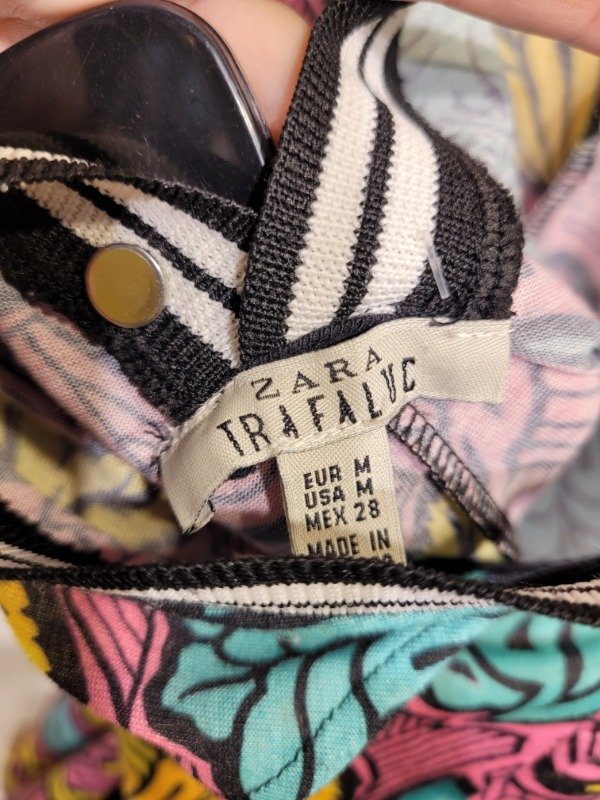 ZARA
TRAFALUC
EUR M
USA M
MEX 28
MADE IN